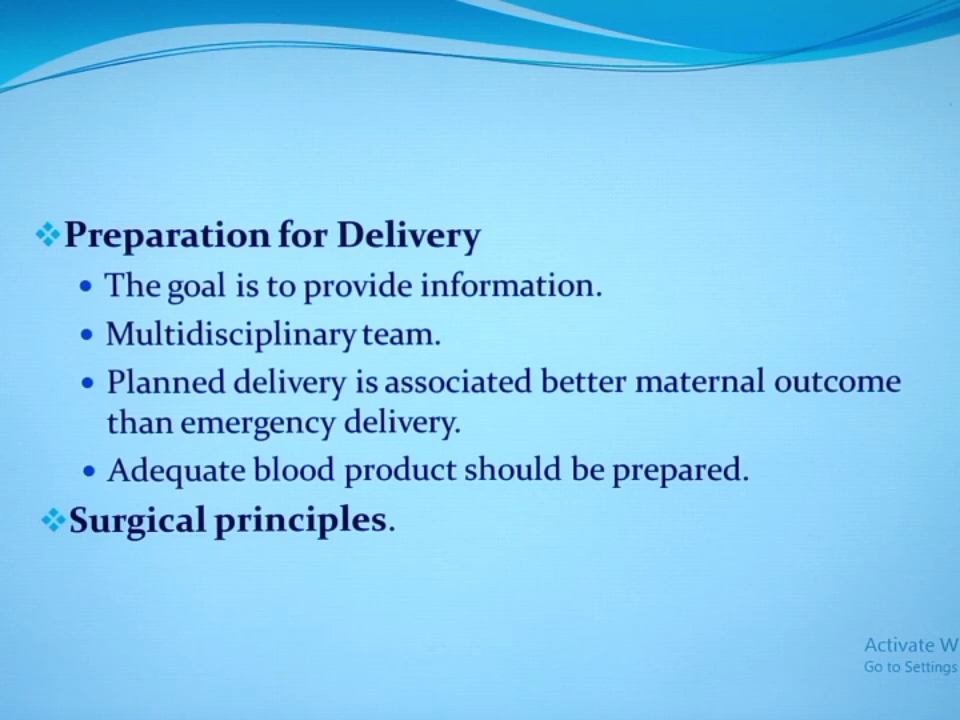 ❖Preparation for Delivery
• The goal is to provide information.
• Multidisciplinary team.
• Planned delivery is associated better maternal outcome
than emergency delivery.
• Adequate blood product should be prepared.
❖Surgical principles.
Activate W
Go to Settings